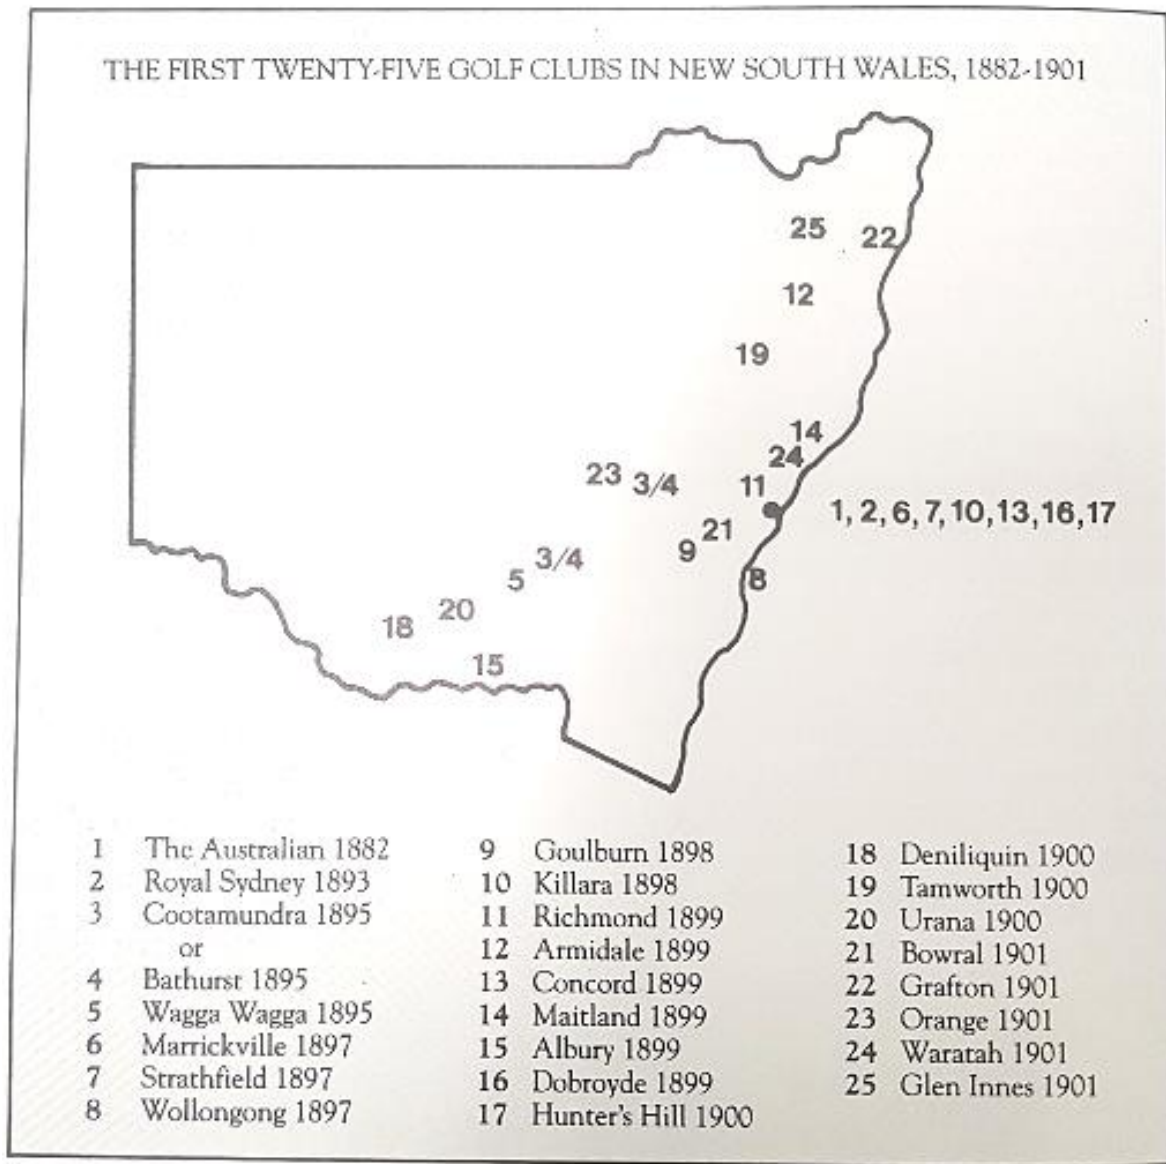 THE FIRST TWENTY-FIVE GOLF CLUBS IN NEW SOUTH WALES, 1882-1901
25
22
12
19
14
24
23
3/4
11
1, 2, 6, 7, 10, 13, 16, 17
21
9
3/4
5
8
20
18
15
1 The Australian 1882
2 Royal Sydney 1893
3 Cootamundra 1895
or
4 Bathurst 1895
5 Wagga Wagga 1895
6 Marrickville 1897
7 Strathfield 1897
8 Wollongong 1897
9 Goulburn 1898
10 Killara 1898
11 Richmond 1899
12 Armidale 1899
13 Concord 1899
14 Maitland 1899
15 Albury 1899
16 Dobroyde 1899
17 Hunter's Hill 1900
18 Deniliquin 1900
19 Tamworth 1900
20 Urana 1900
21 Bowral 1901
22 Grafton 1901
23 Orange 1901
24 Waratah 1901
25 Glen Innes 1901